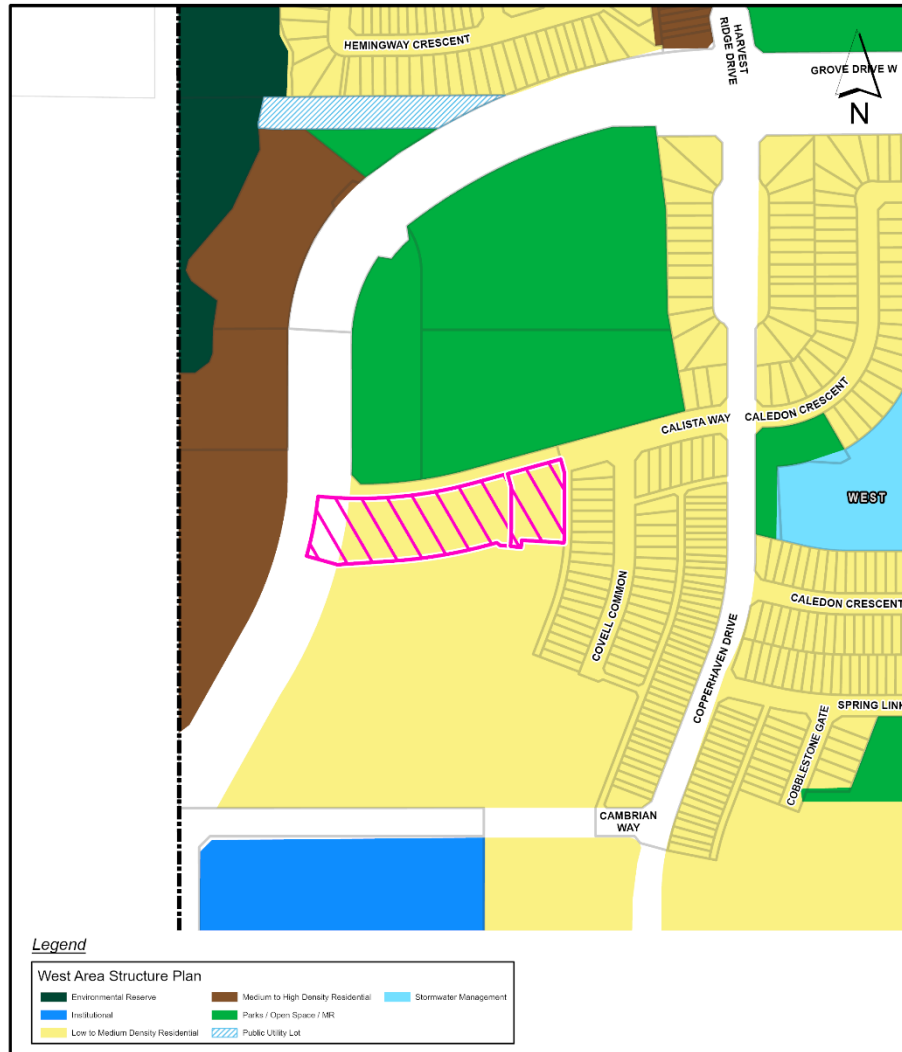 HEMINGWAY CRESCENT
HARVEST
RIDGE DRIVE
GROVE DRIVE W
N
CALISTA WAY
CALEDON CRESCENT
WEST
COVELL COMMON
CALEDON CRESCENT
COPPERHAVEN DRIVE
SPRING LINK
COBBLESTONE GATE
CAMBRIAN
WAY
Legend
West Area Structure Plan
Environmental Reserve
Medium to High Density Residential
Stormwater Management
Institutional
Parks / Open Space / MR
Low to Medium Density Residential
Public Utility Lot